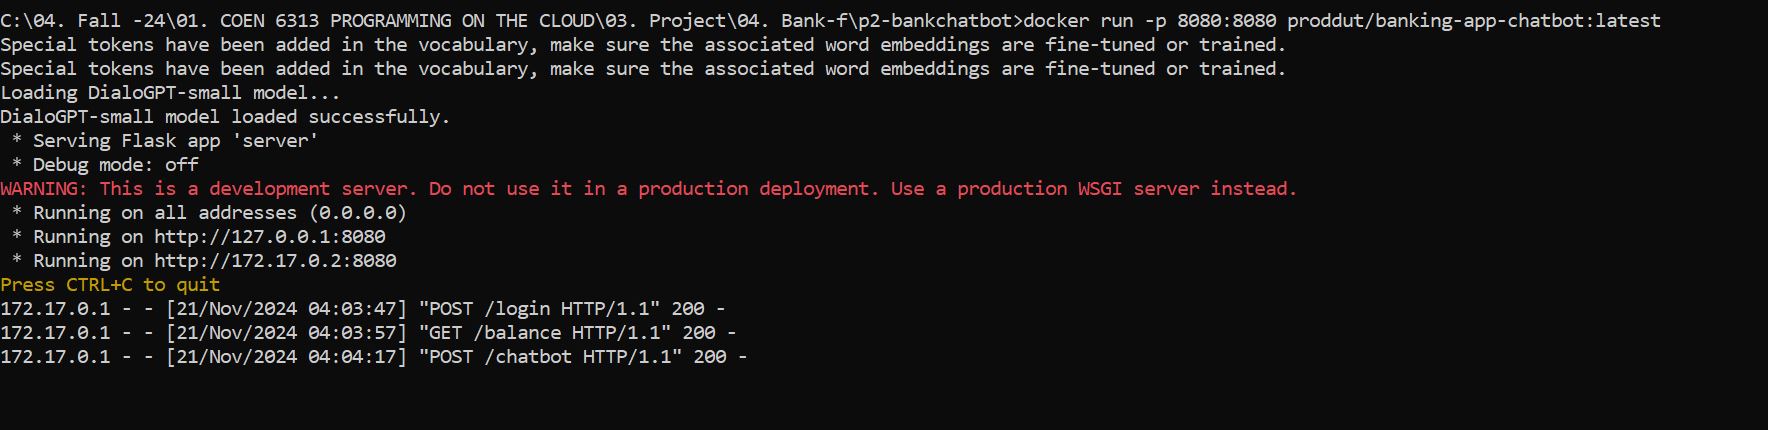 C:\04. Fall -24\01. COEN 6313 PROGRAMMING ON THE CLOUD\03. Project\04. Bank-f\p2-bankchatbot>docker run -p 8080:8080 proddut/banking-app-chatbot:latest
Special tokens have been added in the vocabulary, make sure the associated word embeddings are fine-tuned or trained.
Special tokens have been added in the vocabulary, make sure the associated word embeddings are fine-tuned or trained.
Loading DialoGPT-small model...
DialoGPT-small model loaded successfully.
 * Serving Flask app 'server'
 * Debug mode: off
WARNING: This is a development server. Do not use it in a production deployment. Use a production WSGI server instead.
 * Running on all addresses (0.0.0.0)
 * Running on http://127.0.0.1:8080
 * Running on http://172.17.0.2:8080
Press CTRL+C to quit
172.17.0.1 - - [21/Nov/2024 04:03:47] "POST /login HTTP/1.1" 200 -
172.17.0.1 - - [21/Nov/2024 04:03:57] "GET /balance HTTP/1.1" 200 -
172.17.0.1 - - [21/Nov/2024 04:04:17] "POST /chatbot HTTP/1.1" 200 -